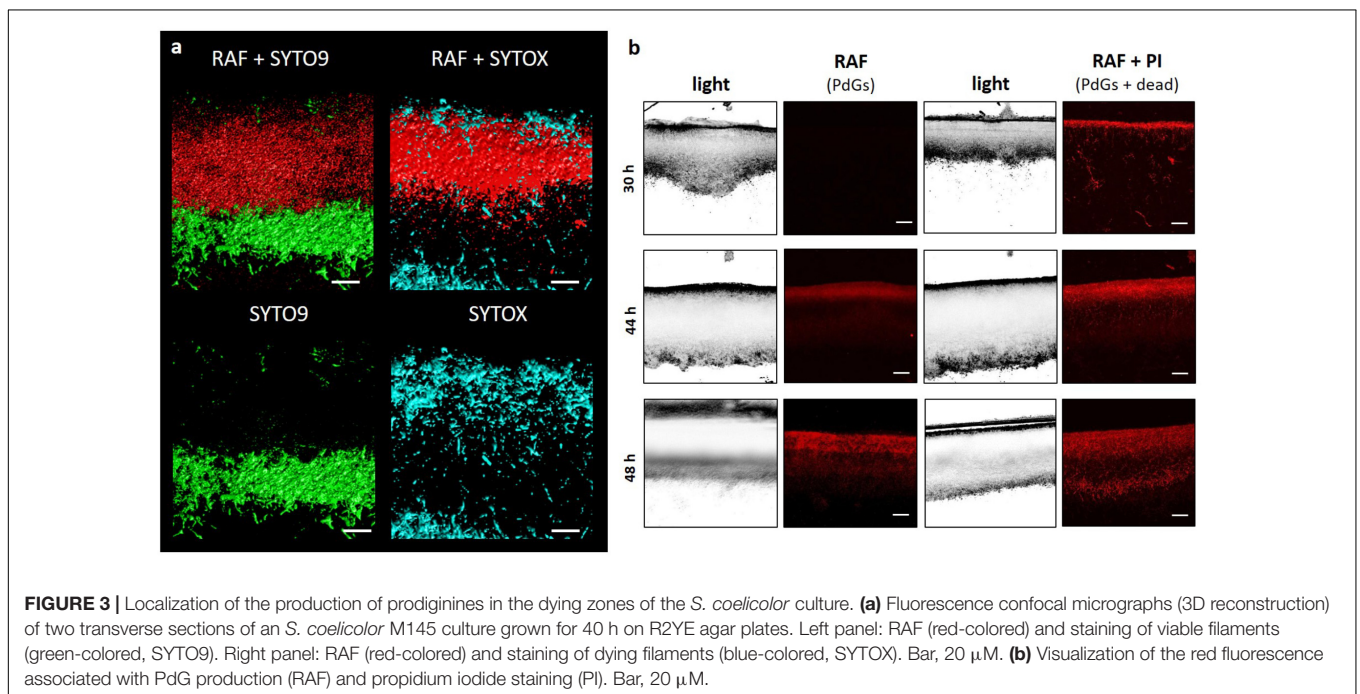 a
RAF + SYTO9
RAF + SYTOX
SYTO9
SYTOX
b
light
RAF
(PdGs)
light
RAF + PI
(PdGs + dead)
30 h
44 h
48 h
FIGURE 3 | Localization of the production of prodiginines in the dying zones of the S. coelicolor culture. (a) Fluorescence confocal micrographs (3D reconstruction)
of two transverse sections of an S. coelicolor M145 culture grown for 40 h on R2YE agar plates. Left panel: RAF (red-colored) and staining of viable filaments
(green-colored, SYTO9). Right panel: RAF (red-colored) and staining of dying filaments (blue-colored, SYTOX). Bar, 20 μM. (b) Visualization of the red fluorescence
associated with PdG production (RAF) and propidium iodide staining (PI). Bar, 20 μM.